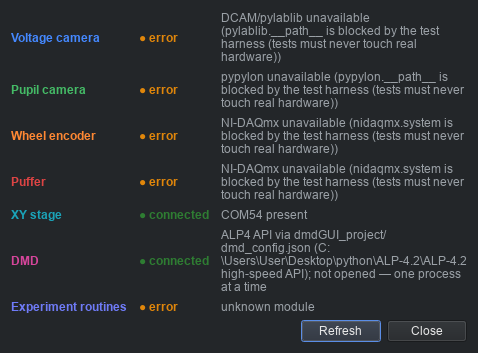 DCAM/pylablib unavailable
Voltage camera ● error (pylablib.__path__ is blocked by the test
harness (tests must never touch real
hardware))
pypylon unavailable (pypylon.__path__ is
Pupil camera ● error blocked by the test harness (tests must never
touch real hardware))
NI-DAQmx unavailable (nidaqmx.system is
Wheel encoder ● error blocked by the test harness (tests must never
touch real hardware))
NI-DAQmx unavailable (nidaqmx.system is
Puffer ● error blocked by the test harness (tests must never
touch real hardware))
XY stage ● connected COM54 present
ALP4 API via dmdGUI_project/
dmd_config.json (C:
DMD ● connected \Users\User\Desktop\python\ALP-4.2\ALP-4.2
high-speed API); not opened — one process
at a time
Experiment routines ● error unknown module
Refresh Close